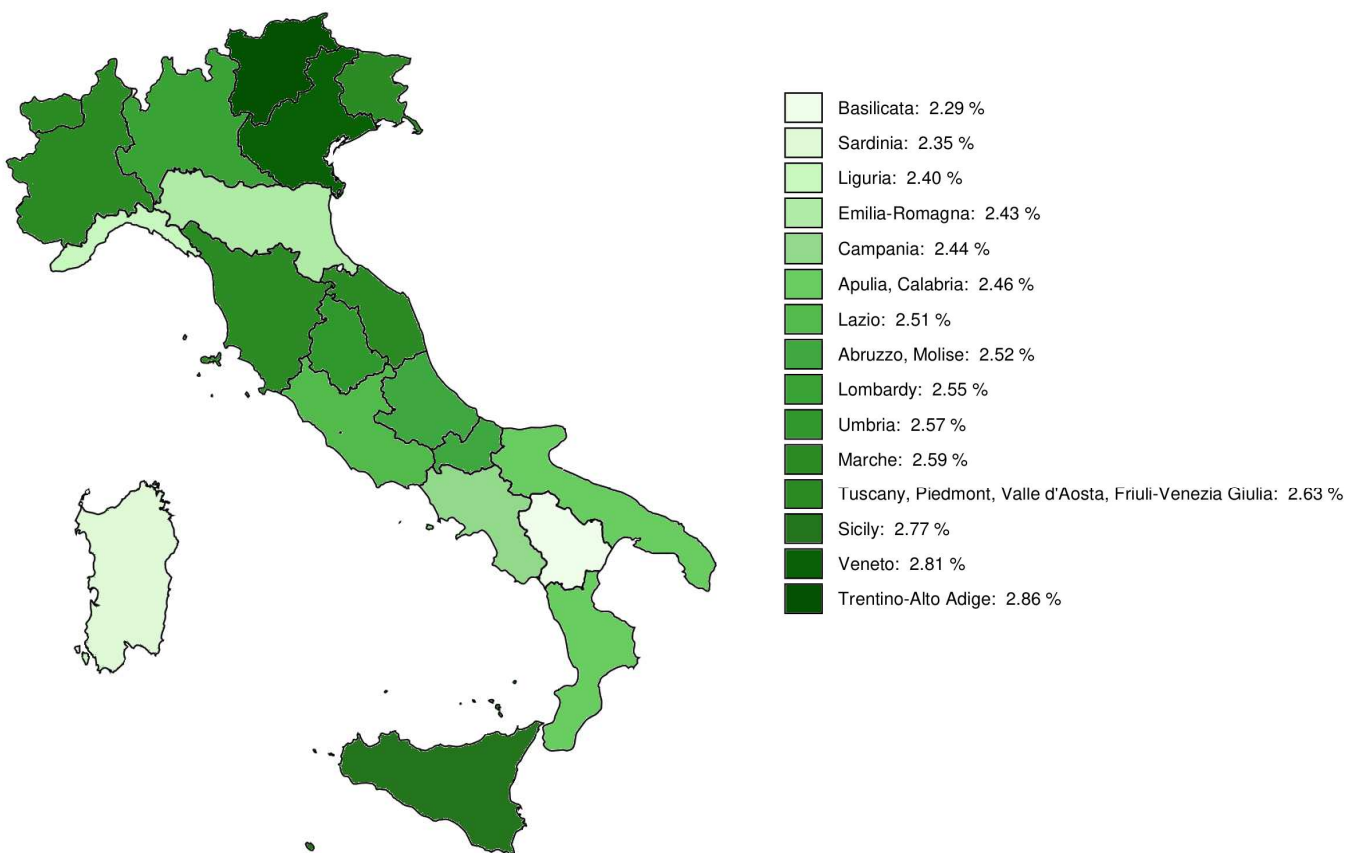 Basilicata: 2.29 %
Sardinia: 2.35 %
Liguria: 2.40 %
Emilia-Romagna: 2.43 %
Campania: 2.44 %
Apulia, Calabria: 2.46 %
Lazio: 2.51 %
Abruzzo, Molise: 2.52 %
Lombardy: 2.55 %
Umbria: 2.57 %
Marche: 2.59 %
Tuscany, Piedmont, Valle d'Aosta, Friuli-Venezia Giulia: 2.63 %
Sicily: 2.77 %
Veneto: 2.81 %
Trentino-Alto Adige: 2.86 %